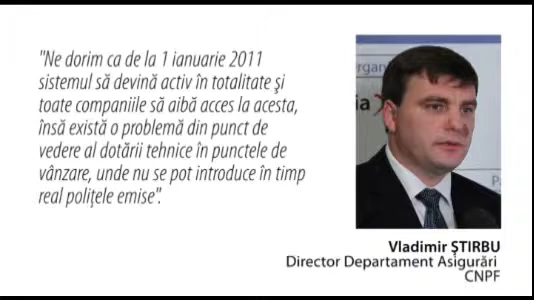 "Ne dorim ca de la 1 ianuarie 2011
sistemul să devină activ în totalitate şi
toate companiile să aibă acces la acesta,
însă există o problemă din punct de
vedere al dotării tehnice în punctele de
vânzare, unde nu se pot introduce în timp
real poliţele emise".
Vladimir ŞTIRBU
Director Departament Asigurări
CNPF